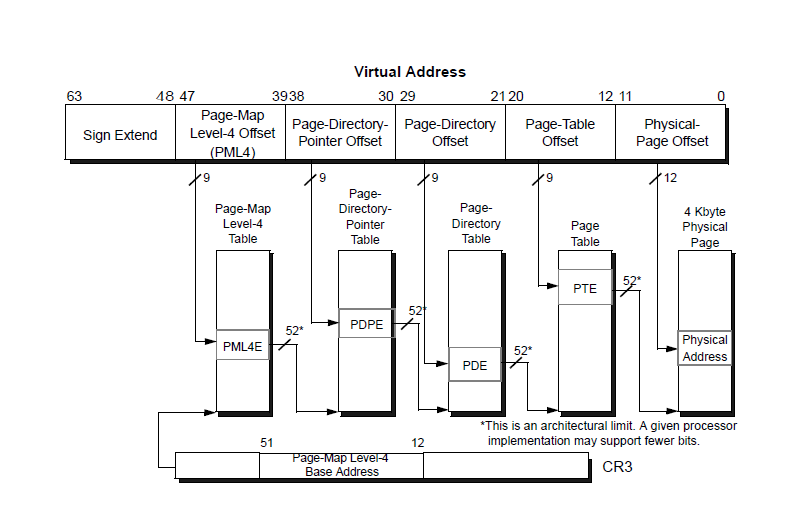 Virtual Address
63 48 47 39 38 30 29 21 20 12 11 0
Sign Extend
Page-Map
Level-4 Offset
(PML4)
Page-Directory-
Pointer Offset
Page-Directory
Offset
Page-Table
Offset
Physical-
Page Offset
9 9 9 9 12
Page-Map
Level-4
Table
Page-
Directory-
Pointer
Table
Page-
Directory
Table
Page
Table
4 Kbyte
Physical
Page
PML4E
52*
PDPE
52*
PDE
52*
PTE
52*
Physical
Address
*This is an architectural limit. A given processor
implementation may support fewer bits.
51 12
Page-Map Level-4
Base Address
CR3